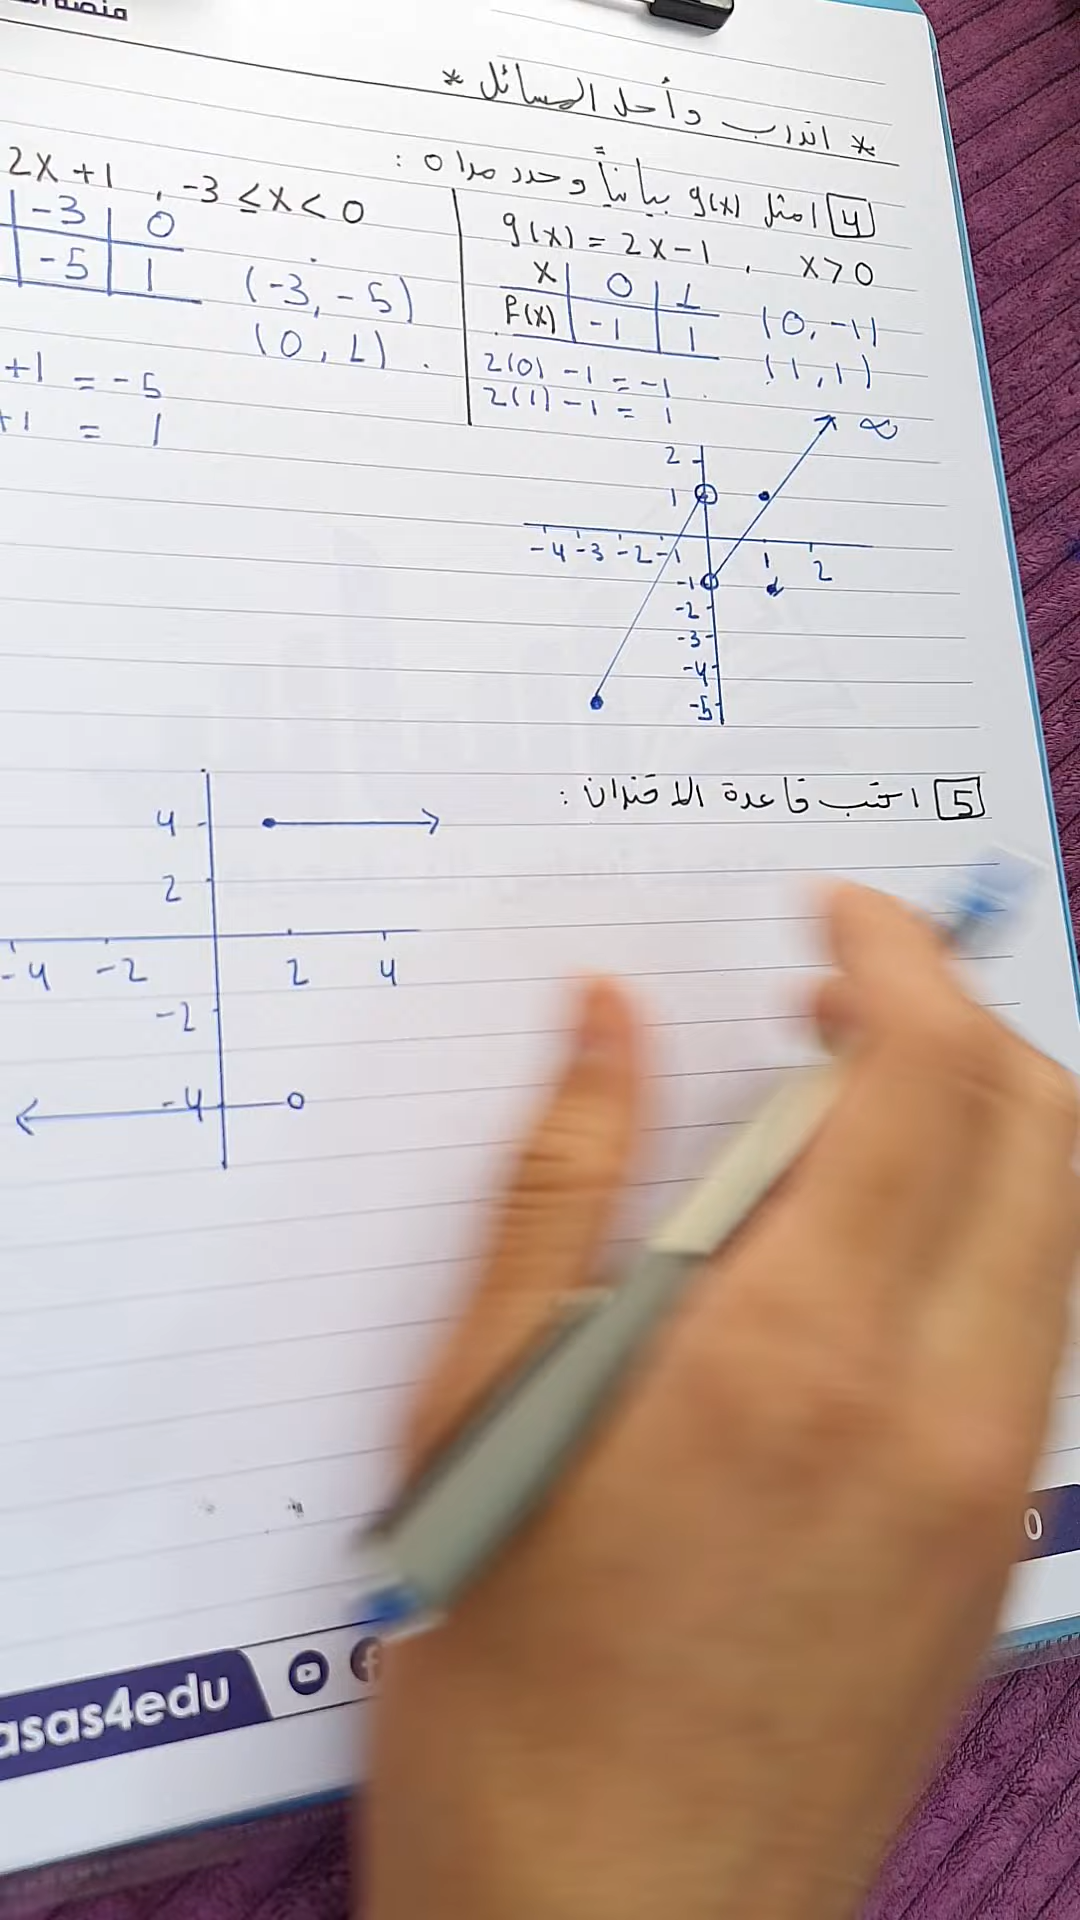 * اتدرب وأحل المسائل *
4 امثل g(x) بيانياً وحدد مداه :
g(x) = 2x-1 , x>0
x 0 1
f(x) -1 1
(0,-1)
(1,1)
2(0) -1 = -1
2(1) -1 = 1
2x+1 , -3 ≤ x < 0
-3 0
-5 1
(-3,-5)
(0,1)
+1 = -5
+1 = 1
∞
2
1
-4 -3 -2 -1 1 2
-1
-2
-3
-4
-5
5 اكتب قاعدة الاقتران :
4
2
-4 -2 2 4
-2
-4
0
asas4edu